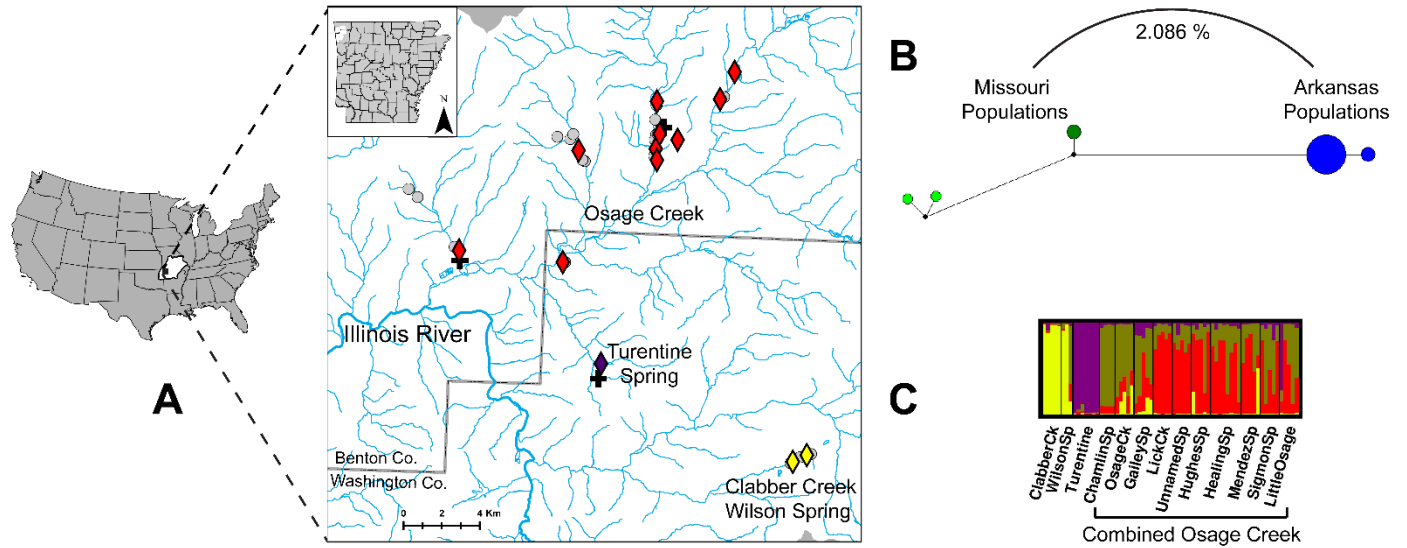 A
N
Osage Creek
Illinois River
Turentine
Spring
Benton Co.
Washington Co.
0 2 4 Km
Clabber Creek
Wilson Spring
B
2.086 %
Missouri
Populations
Arkansas
Populations
C
ClabberCk
WilsonSp
Turentine
ChamlinSp
OsageCk
GaileySp
LickCk
UnnamedSp
HughesSp
HealingSp
MendezSp
SigmonSp
LittleOsage
Combined Osage Creek